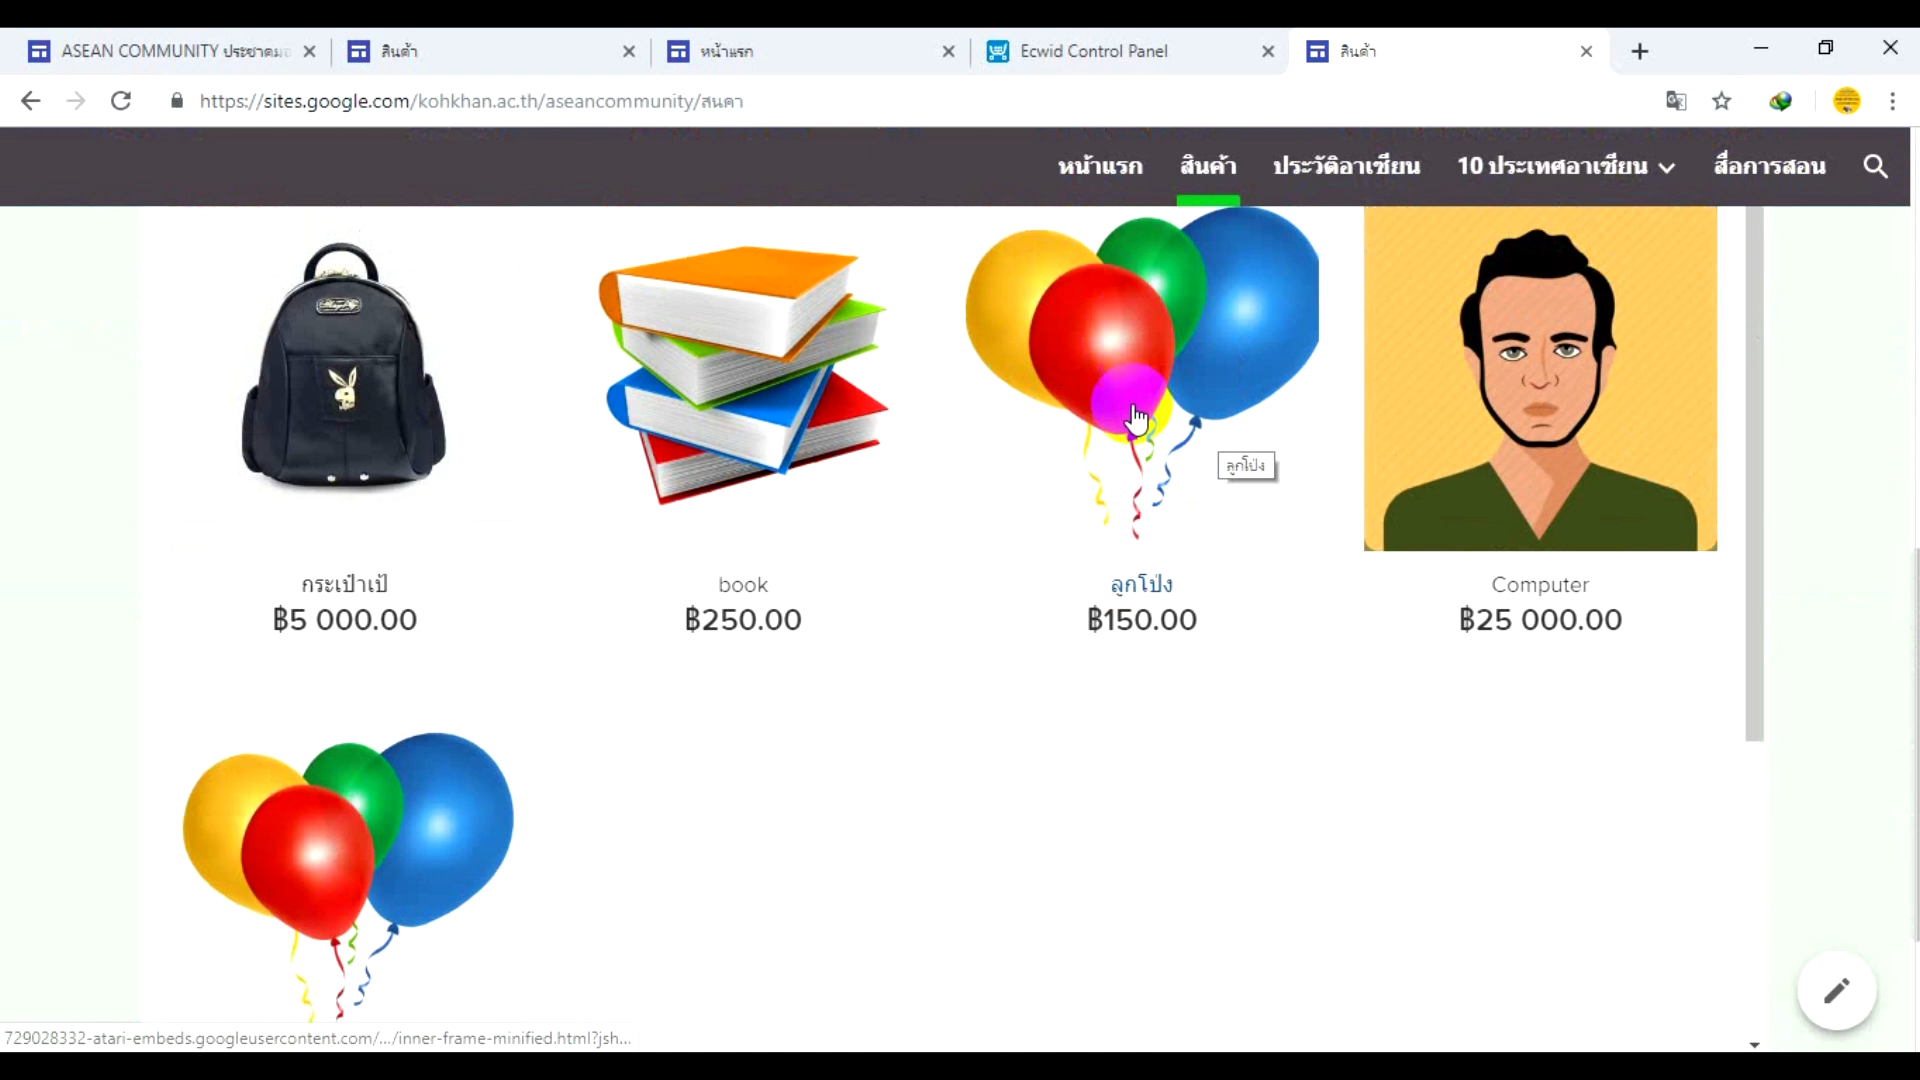 ASEAN COMMUNITY ประชาคมอ
สินค้า
หน้าแรก
Ecwid Control Panel
สินค้า
https://sites.google.com/kohkhan.ac.th/aseancommunity/สนคา
หน้าแรก
สินค้า
ประวัติอาเซียน
10 ประเทศอาเซียน
สื่อการสอน
ลูกโป่ง
กระเป๋าเป้
฿5 000.00
book
฿250.00
ลูกโป่ง
฿150.00
Computer
฿25 000.00
729028332-atari-embeds.googleusercontent.com/.../inner-frame-minified.html?jsh...